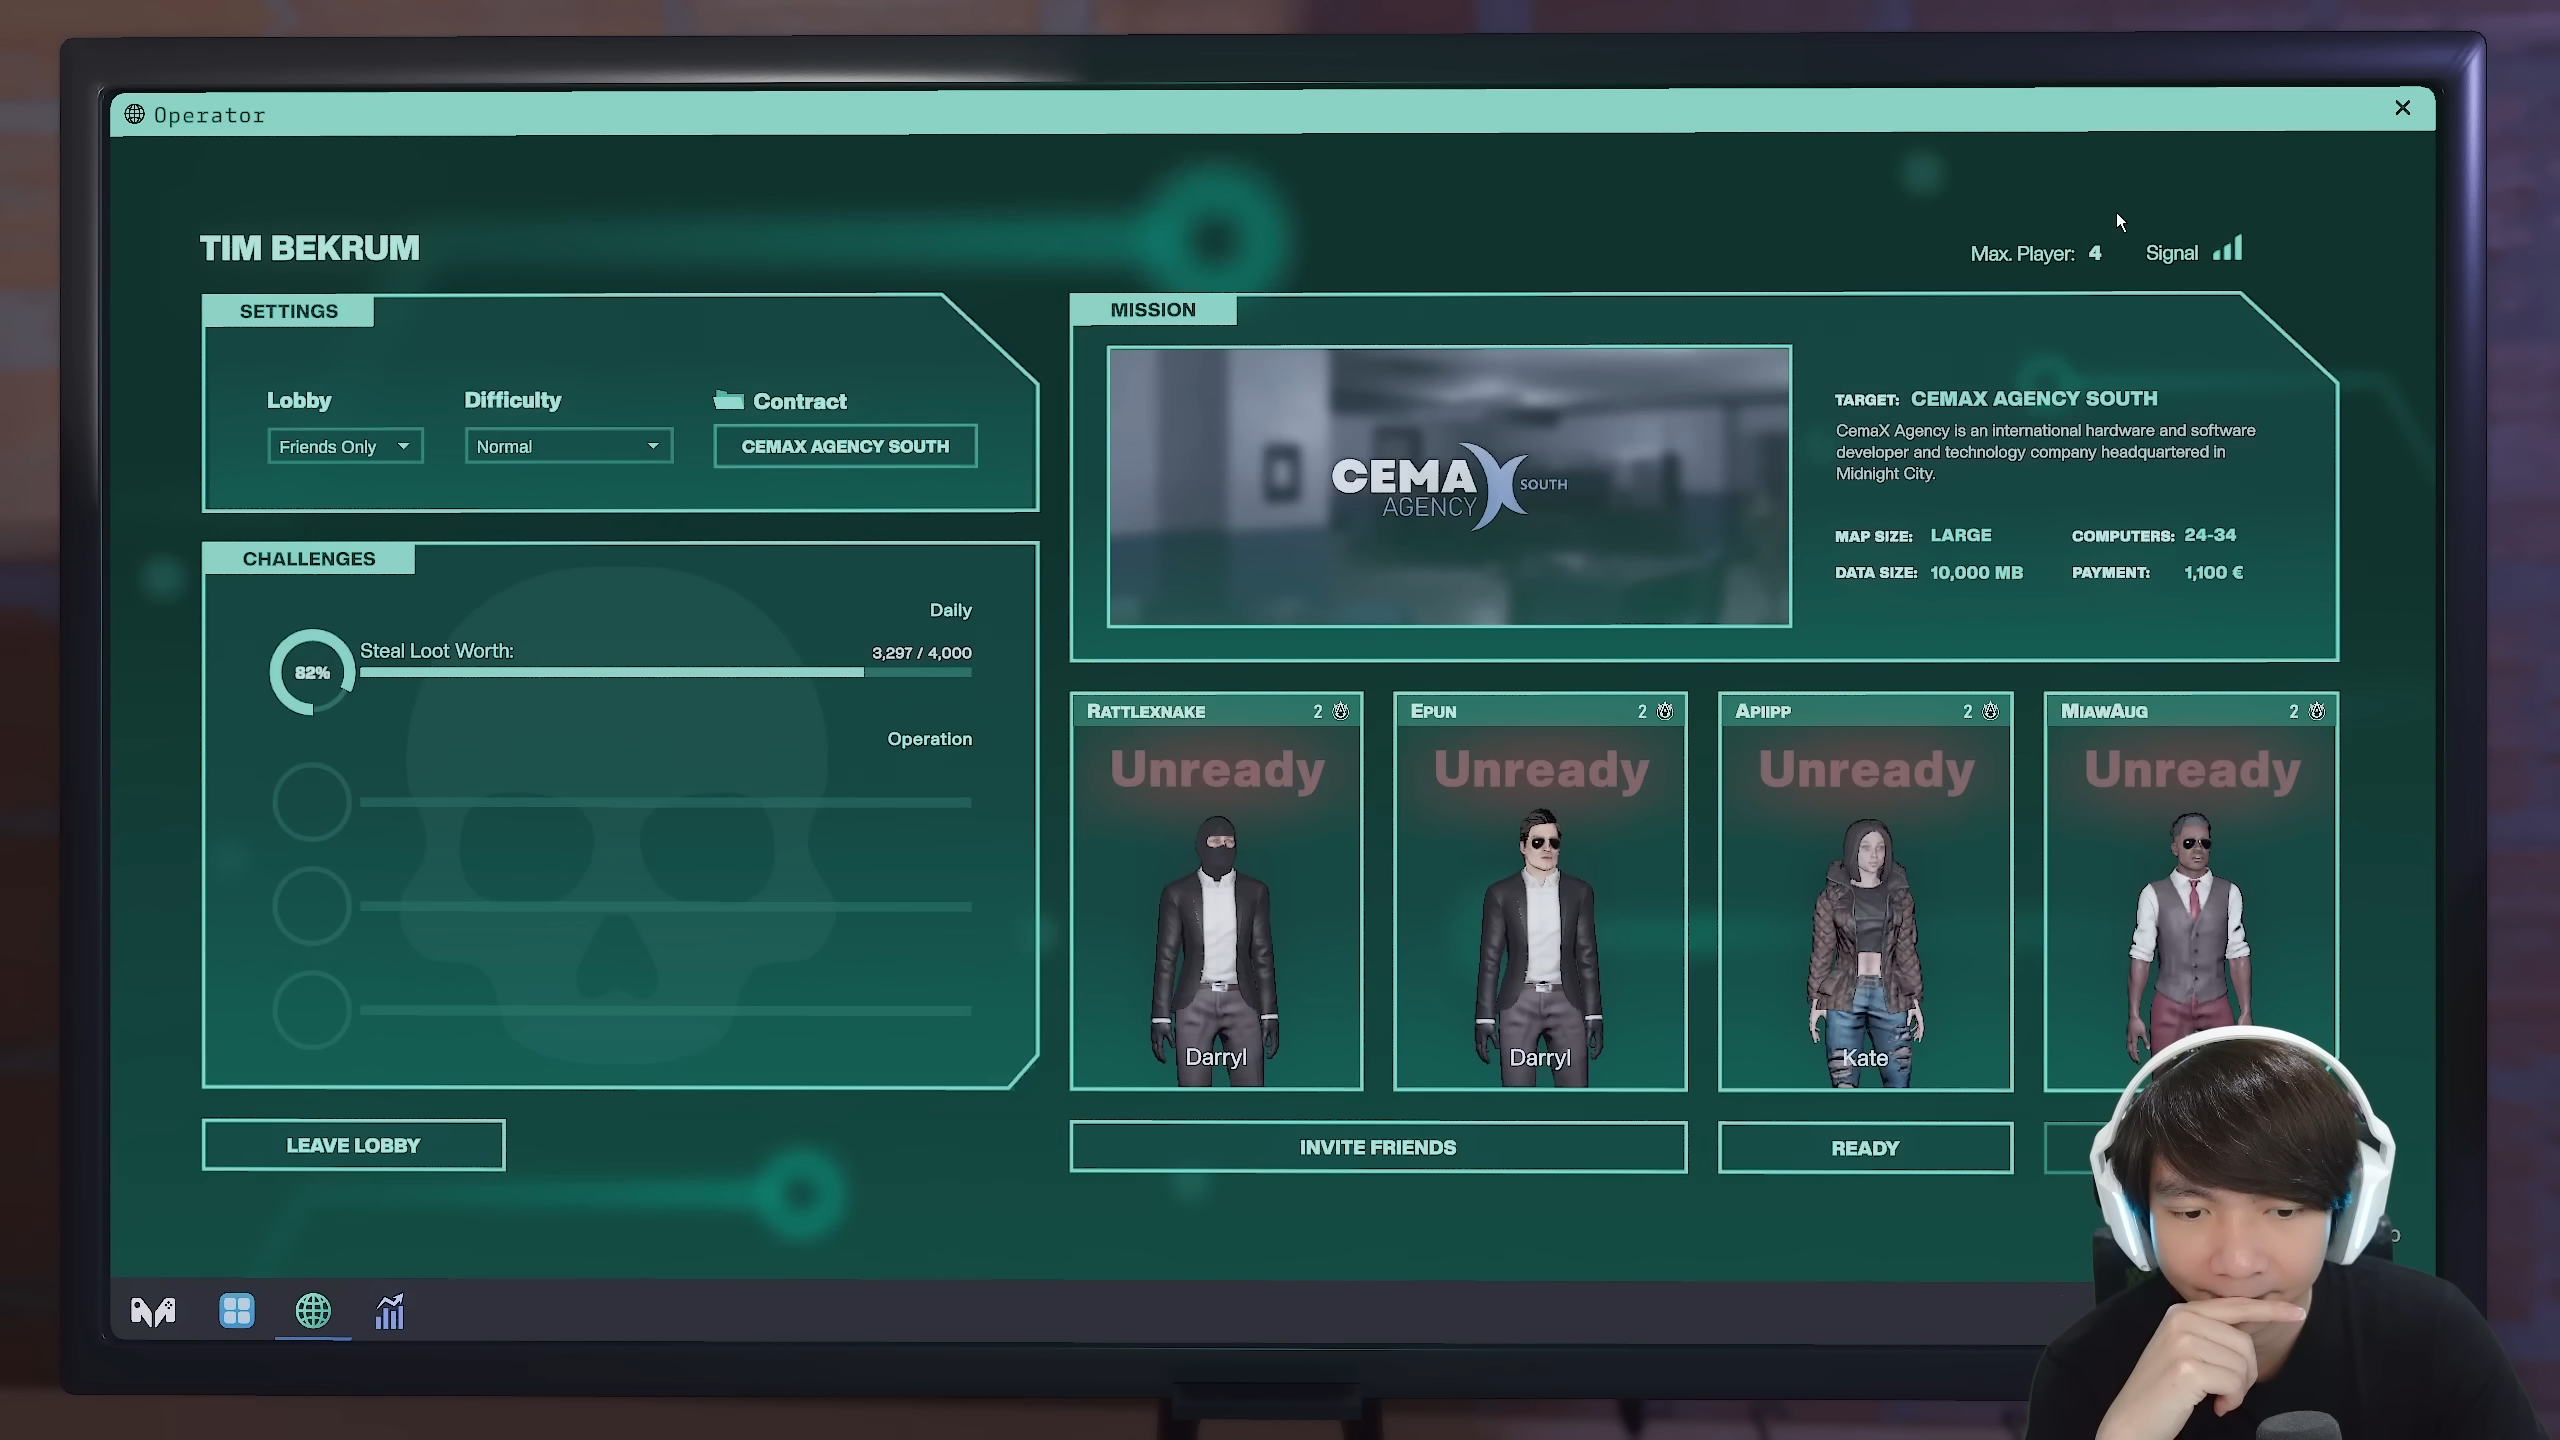 Operator
TIM BEKRUM
Max. Player: 4
Signal
SETTINGS
Lobby
Difficulty
Contract
Friends Only
Normal
CEMAX AGENCY SOUTH
CHALLENGES
Daily
82%
Steal Loot Worth:
3,297 / 4,000
Operation
MISSION
CEMAX
AGENCY
SOUTH
TARGET: CEMAX AGENCY SOUTH
CemaX Agency is an international hardware and software
developer and technology company headquartered in
Midnight City.
MAP SIZE: LARGE
COMPUTERS: 24-34
DATA SIZE: 10,000 MB
PAYMENT: 1,100 €
RATTLEXNAKE 2
Unready
Darryl
EPUN 2
Unready
Darryl
APIIPP 2
Unready
Kate
MIAWAUG 2
Unready
LEAVE LOBBY
INVITE FRIENDS
READY